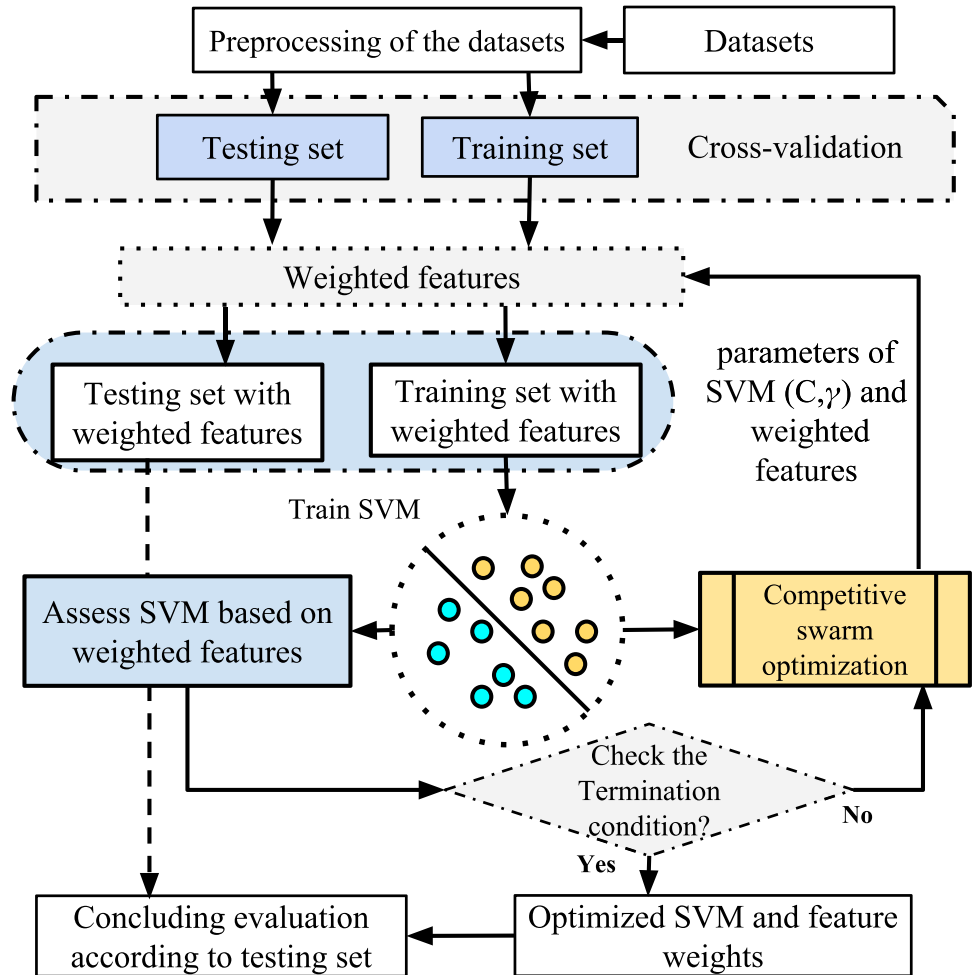 Preprocessing of the datasets
Datasets
Testing set
Training set
Cross-validation
Weighted features
Testing set with
weighted features
Training set with
weighted features
parameters of
SVM (C,γ) and
weighted
features
Train SVM
Assess SVM based on
weighted features
Competitive
swarm
optimization
Check the
Termination
condition?
No
Yes
Concluding evaluation
according to testing set
Optimized SVM and feature
weights